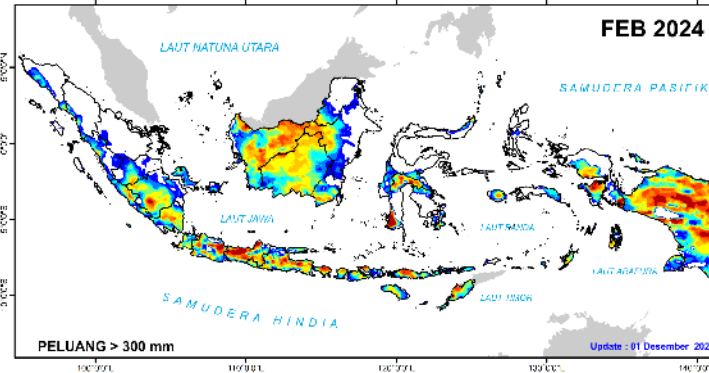 FEB 2024
LAUT NATUNA UTARA
SAMUDERA PASIFIK
LAUT JAWA
LAUT BANDA
LAUT ARAFURA
SAMUDERA HINDIA
LAUT TIMOR
PELUANG > 300 mm
Update : 01 Desember 202